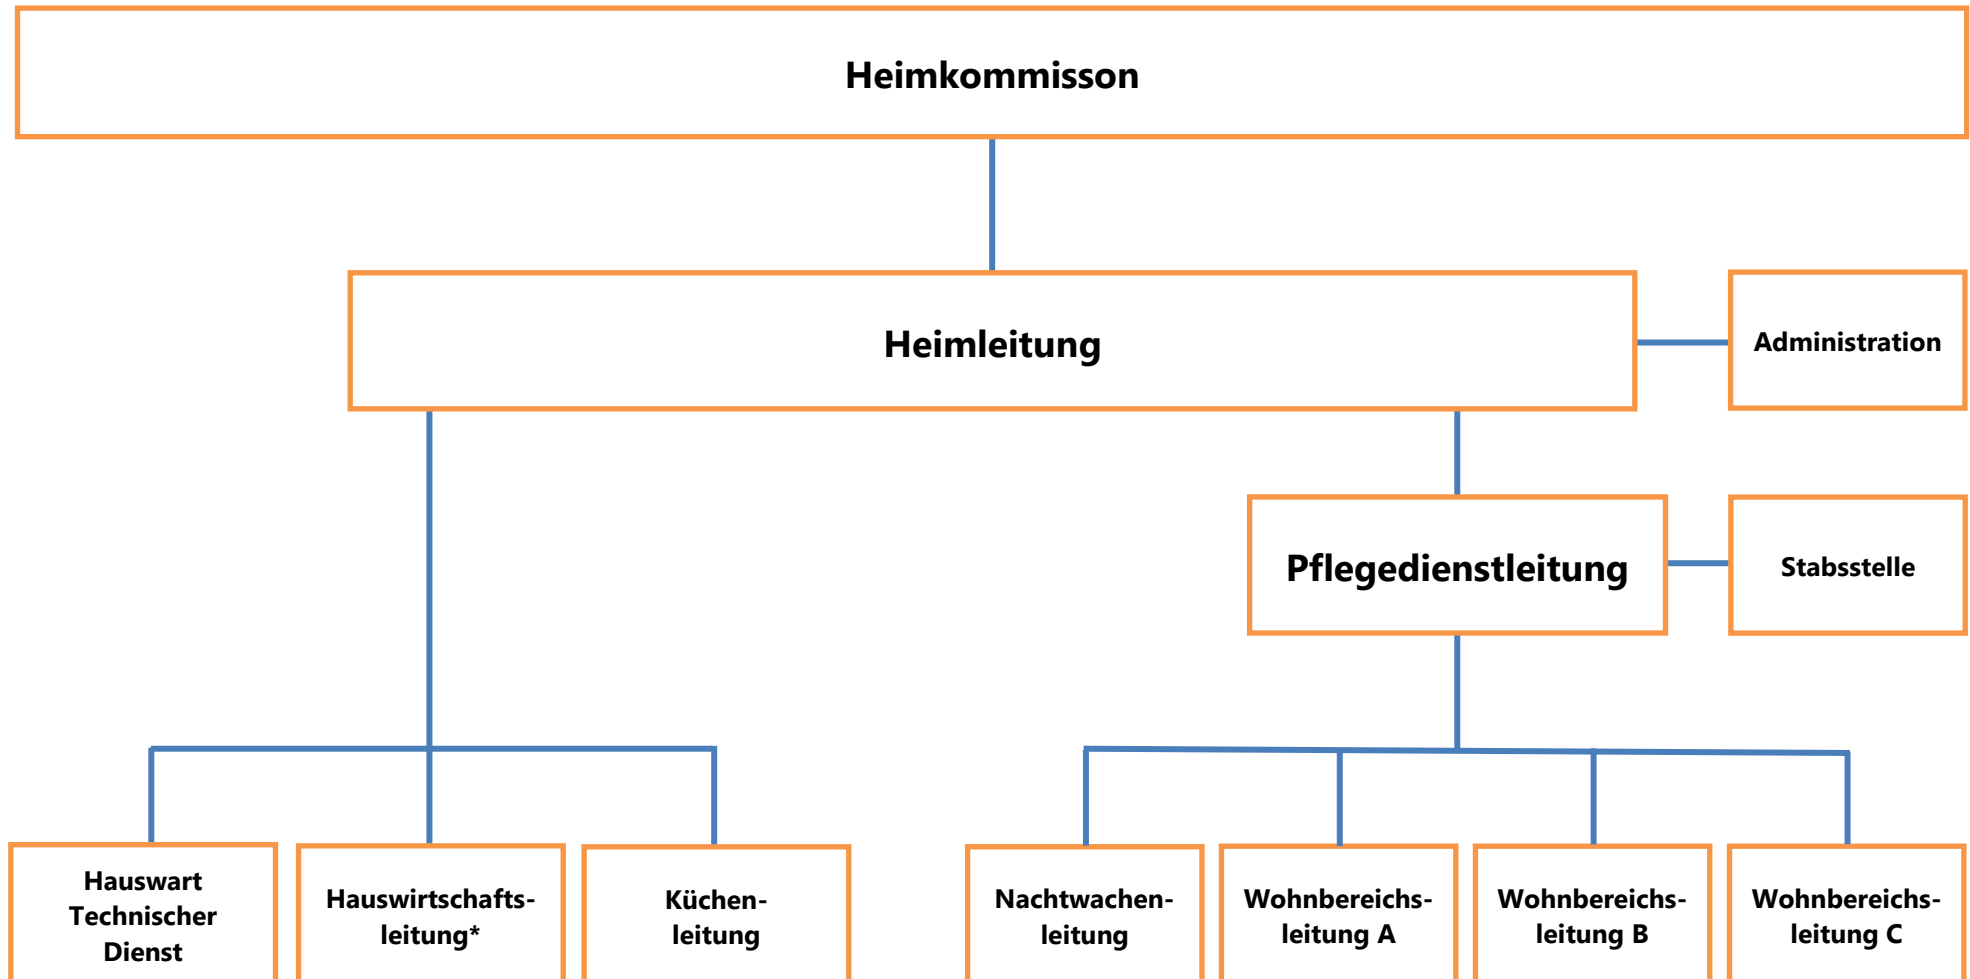 Heimkommisson
Heimleitung
Administration
Pflegedienstleitung
Stabsstelle
Hauswart
Technischer
Dienst
Hauswirtschafts-
leitung*
Küchen-
leitung
Nachtwachen-
leitung
Wohnbereichs-
leitung A
Wohnbereichs-
leitung B
Wohnbereichs-
leitung C